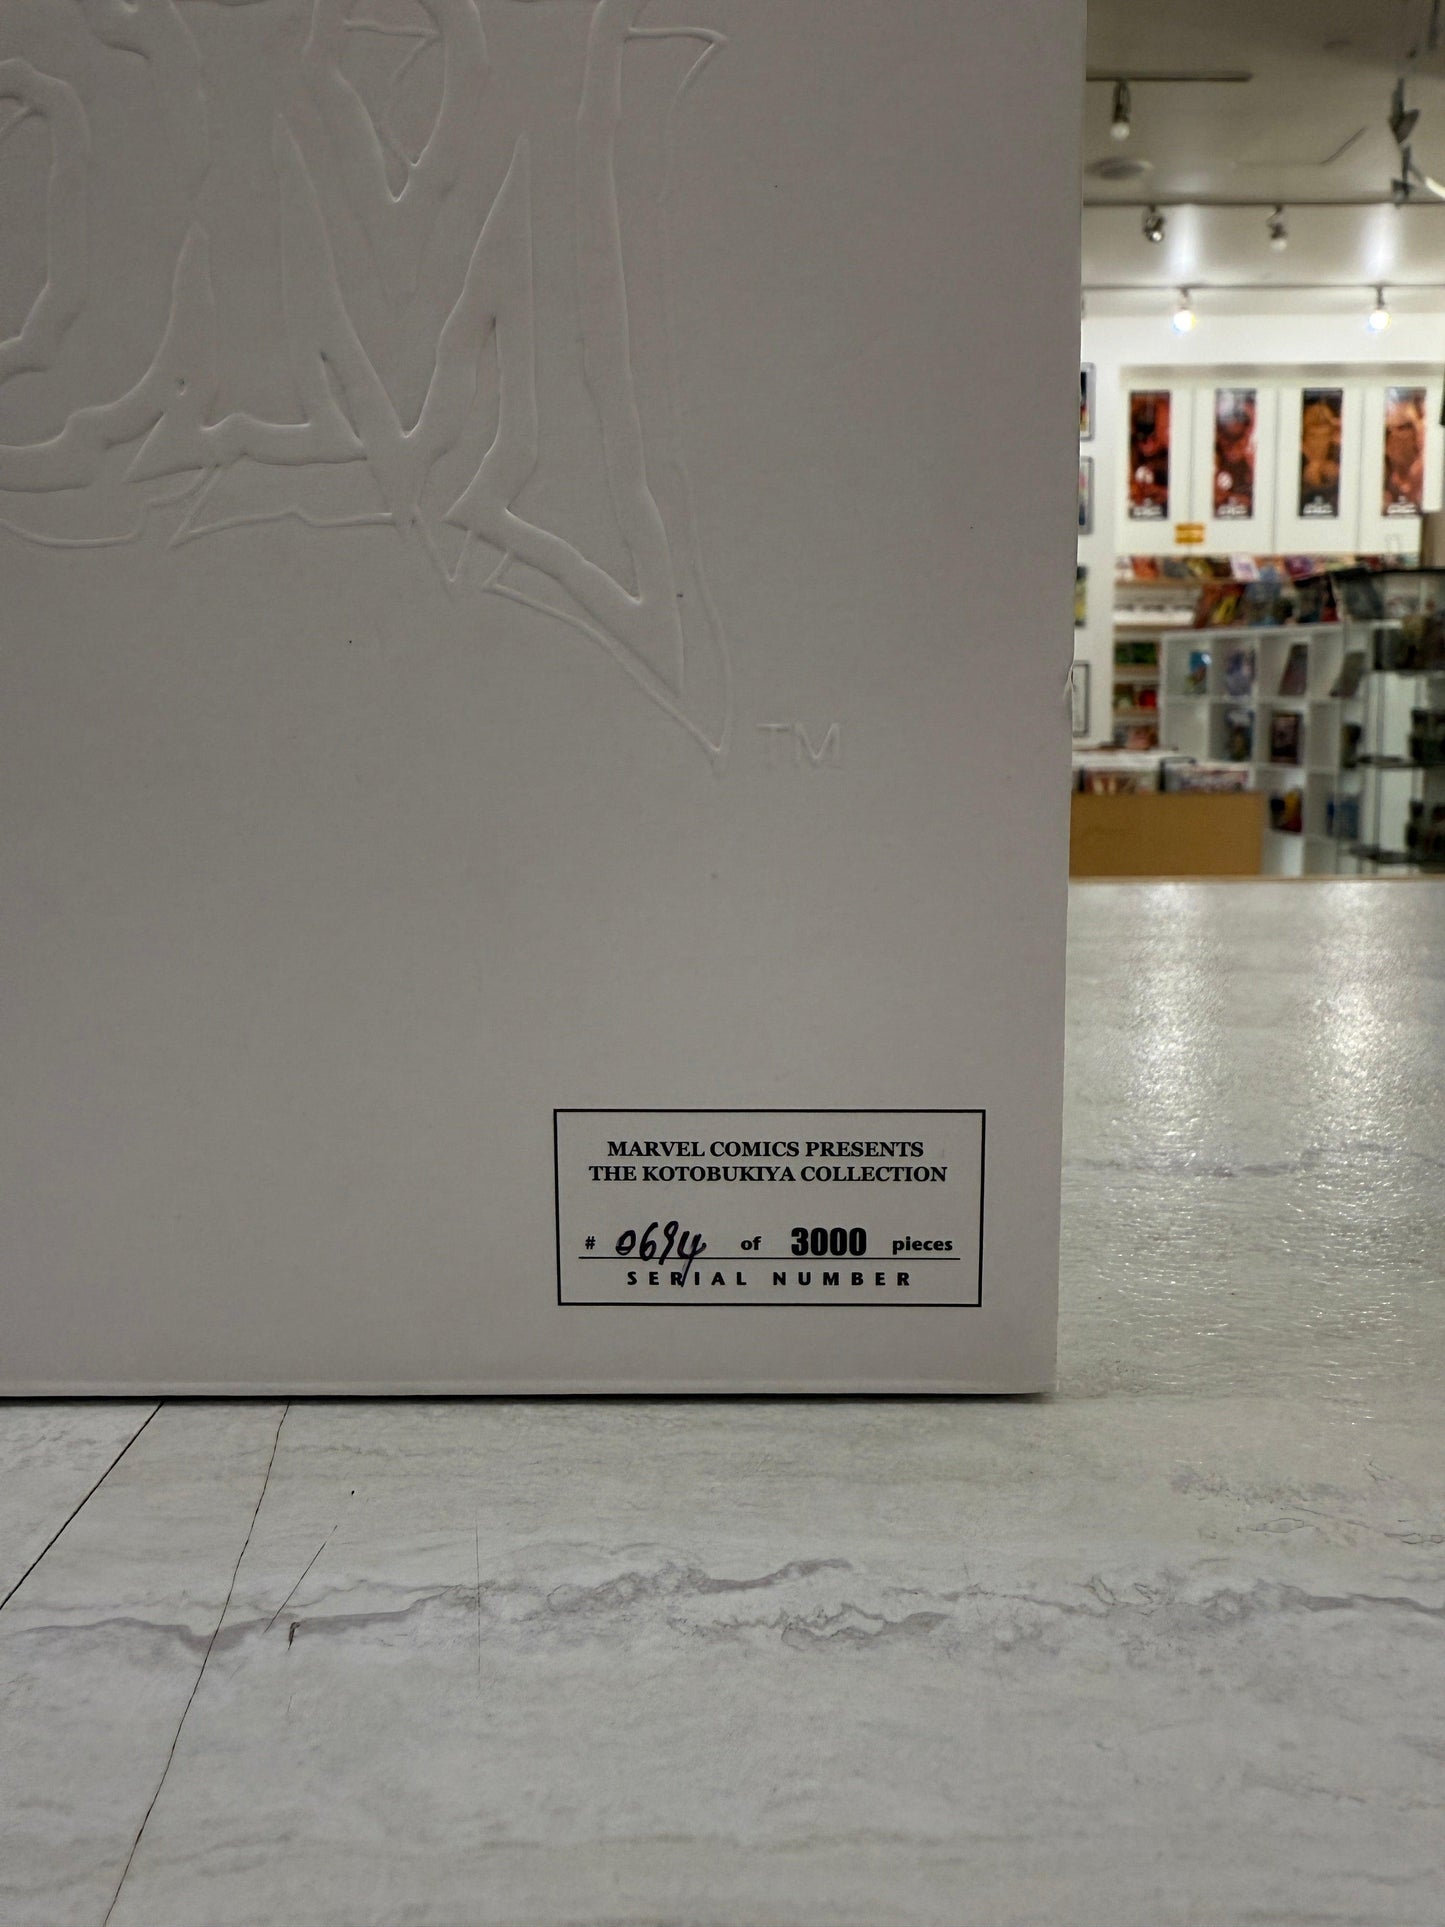 TM
MARVEL COMICS PRESENTS
THE KOTOBUKIYA COLLECTION
# 0694 of 3000 pieces
SERIAL NUMBER